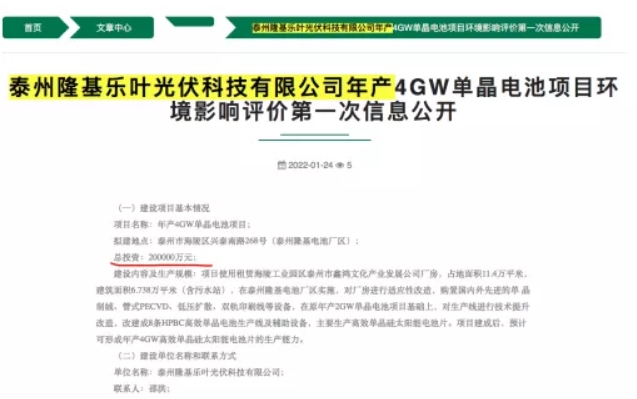 首页
文章中心
泰州隆基乐叶光伏科技有限公司年产4GW单晶电池项目环境影响评价第一次信息公开
泰州隆基乐叶光伏科技有限公司年产4GW单晶电池项目环
境影响评价第一次信息公开
2022-01-24 5
（一）建设项目基本情况
项目名称：年产4GW单晶电池项目；
拟建地点：泰州市海陵区兴泰南路268号（泰州隆基电池厂区）；
总投资：200000万元；
建设内容及生产规模：项目使用租赁海陵工业园区泰州市鑫鸿文化产业发展公司厂房，占地面积11.4万平米，
建筑面积6.738万平米（含污水站），在泰州隆基电池厂区实施，对厂房进行适应性改造，购置国内外先进的单晶
制绒、管式PECVD、低压扩散、双轨印刷线等设备，在原年产2GW单晶电池项目基础上，对生产线进行技术提升
改造，改建成8条HPBC高效单晶电池生产线及辅助设备，主要生产高效单晶硅太阳能电池片。项目建成后，预计
可形成年产4GW高效单晶硅太阳能电池片的生产能力。
（二）建设单位名称和联系方式
单位名称：泰州隆基乐叶光伏科技有限公司；
联系人：邵洪；